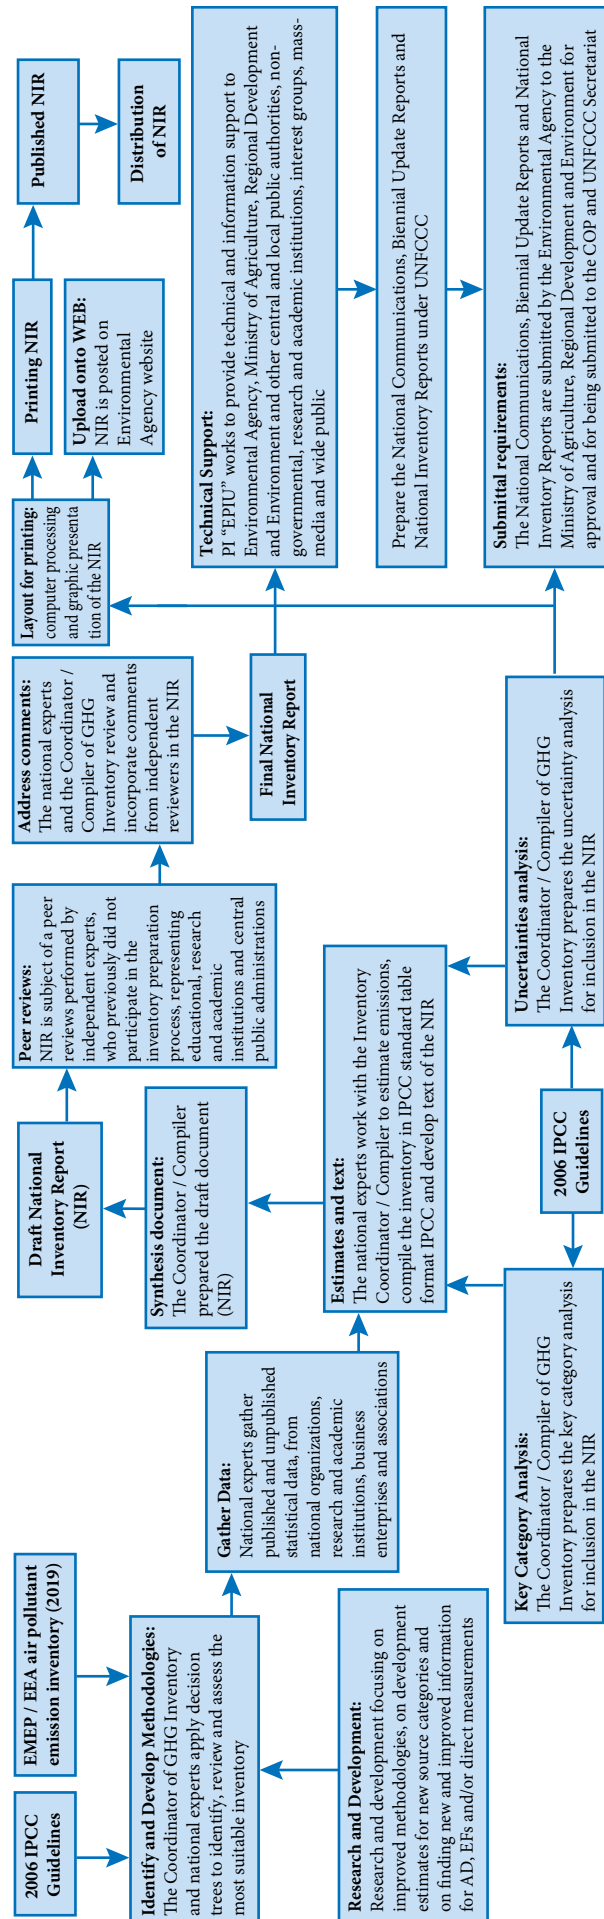 2006 IPCC
Guidelines
EMEP / EEA air pollutant
emission inventory (2019)
Identify and Develop Methodologies:
The Coordinator of GHG Inventory
and national experts apply decision
trees to identify, review and assess the
most suitable inventory
Research and Development:
Research and development focusing on
improved methodologies, on development
estimates for new source categories and
on finding new and improved information
for AD, EFs and/or direct measurements
Gather Data:
National experts gather
published and unpublished
statistical data, from
national organizations,
research and academic
institutions, business
enterprises and associations
Key Category Analysis:
The Coordinator / Compiler of GHG
Inventory prepares the key category analysis
for inclusion in the NIR
2006 IPCC
Guidelines
Uncertainties analysis:
The Coordinator / Compiler of GHG
Inventory prepares the uncertainty analysis
for inclusion in the NIR
Estimates and text:
The national experts work with the Inventory
Coordinator / Compiler to estimate emissions,
compile the inventory in IPCC standard table
format IPCC and develop text of the NIR
Synthesis document:
The Coordinator / Compiler
prepared the draft document
(NIR)
Draft National
Inventory Report
(NIR)
Peer reviews:
NIR is subject of a peer
reviews performed by
independent experts,
who previously did not
participate in the
inventory preparation
process, representing
educational, research
and academic
institutions and central
public administrations
Address comments:
The national experts
and the Coordinator /
Compiler of GHG
Inventory review and
incorporate comments
from independent
reviewers in the NIR
Final National
Inventory Report
Layout for printing:
computer processing
and graphic presenta
tion of the NIR
Printing NIR
Upload onto WEB:
NIR is posted on
Environmental
Agency website
Published NIR
Distribution
of NIR
Technical Support:
PI “EPIU” works to provide technical and information support to
Environmental Agency, Ministry of Agriculture, Regional Development
and Environment and other central and local public authorities, non-
governmental, research and academic institutions, interest groups, mass-
media and wide public
Prepare the National Communications, Biennial Update Reports and
National Inventory Reports under UNFCCC
Submittal requirements:
The National Communications, Biennial Update Reports and National
Inventory Reports are submitted by the Environmental Agency to the
Ministry of Agriculture, Regional Development and Environment for
approval and for being submitted to the COP and UNFCCC Secretariat